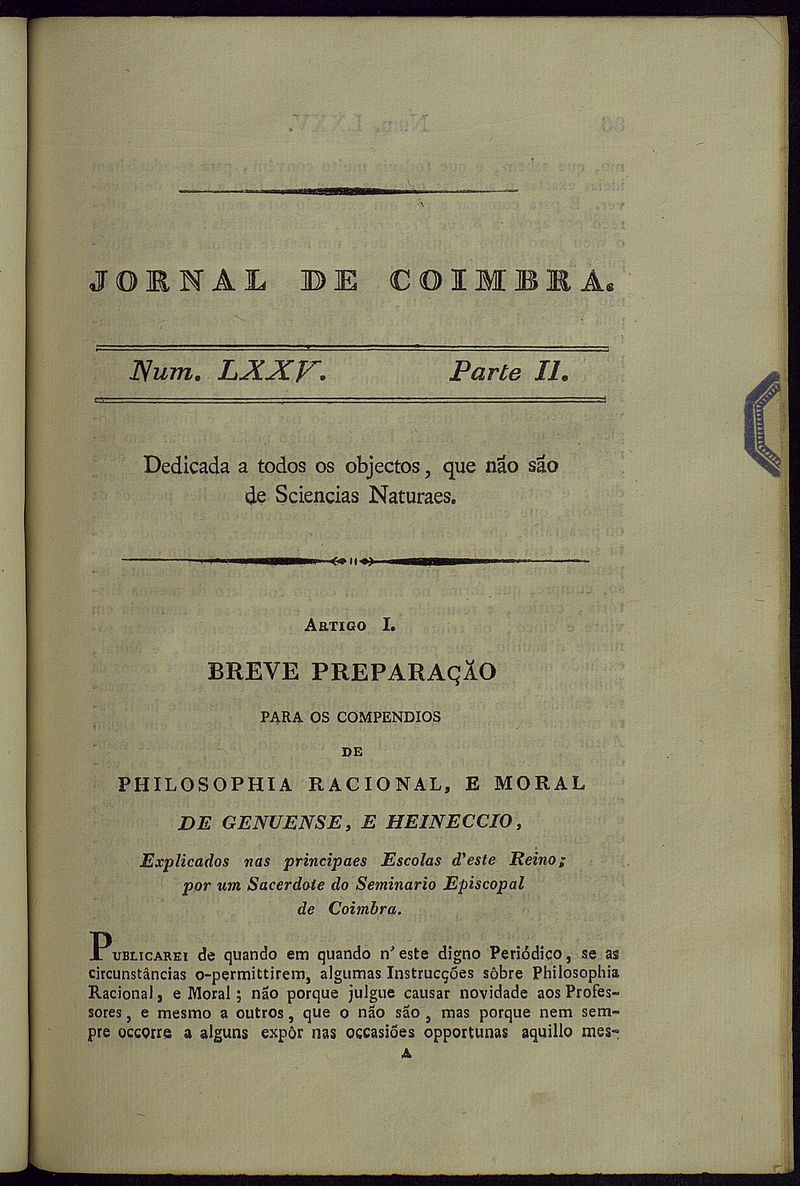 JORNAL DE COIMBRA.
Num. LXXV. Parte II.
Dedicada a todos os objectos, que não são
de Sciencias Naturaes.
ARTIGO I.
BREVE PREPARAÇÃO
PARA OS COMPENDIOS
DE
PHILOSOPHIA RACIONAL, E MORAL
DE GENUENSE, E HEINECCIO,
Explicados nas principaes Escolas d'este Reino;
por um Sacerdote do Seminario Episcopal
de Coimbra.
PUBLICAREI de quando em quando n'este digno Periódico, se as
circunstâncias o-permittirem, algumas Instrucções sôbre Philosophia
Racional, e Moral; não porque julgue causar novidade aos Profes-
sores, e mesmo a outros, que o não são, mas porque nem sem-
pre occorre a alguns expôr nas occasiões opportunas aquillo mes-
A